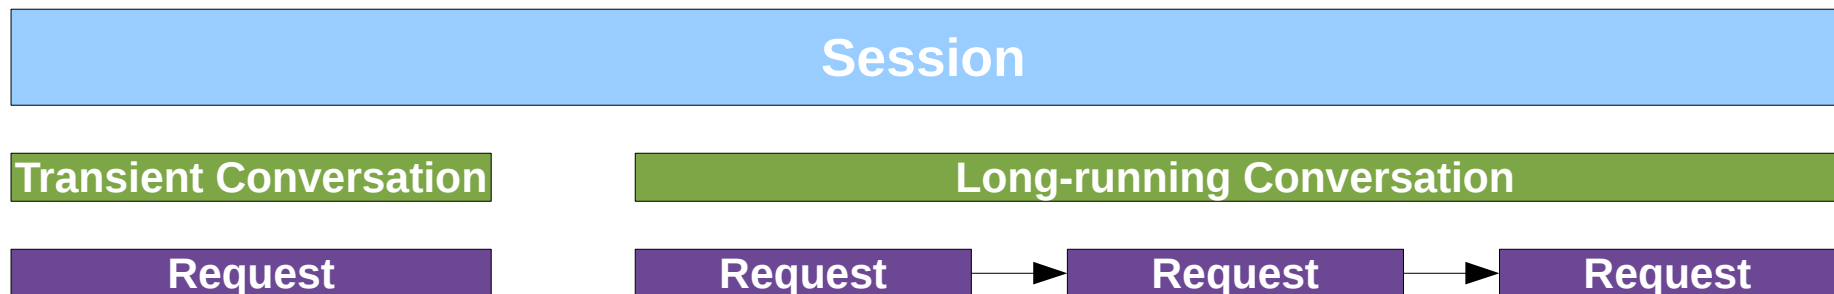 Session
Transient Conversation
Long-running Conversation
Request
Request
Request
Request